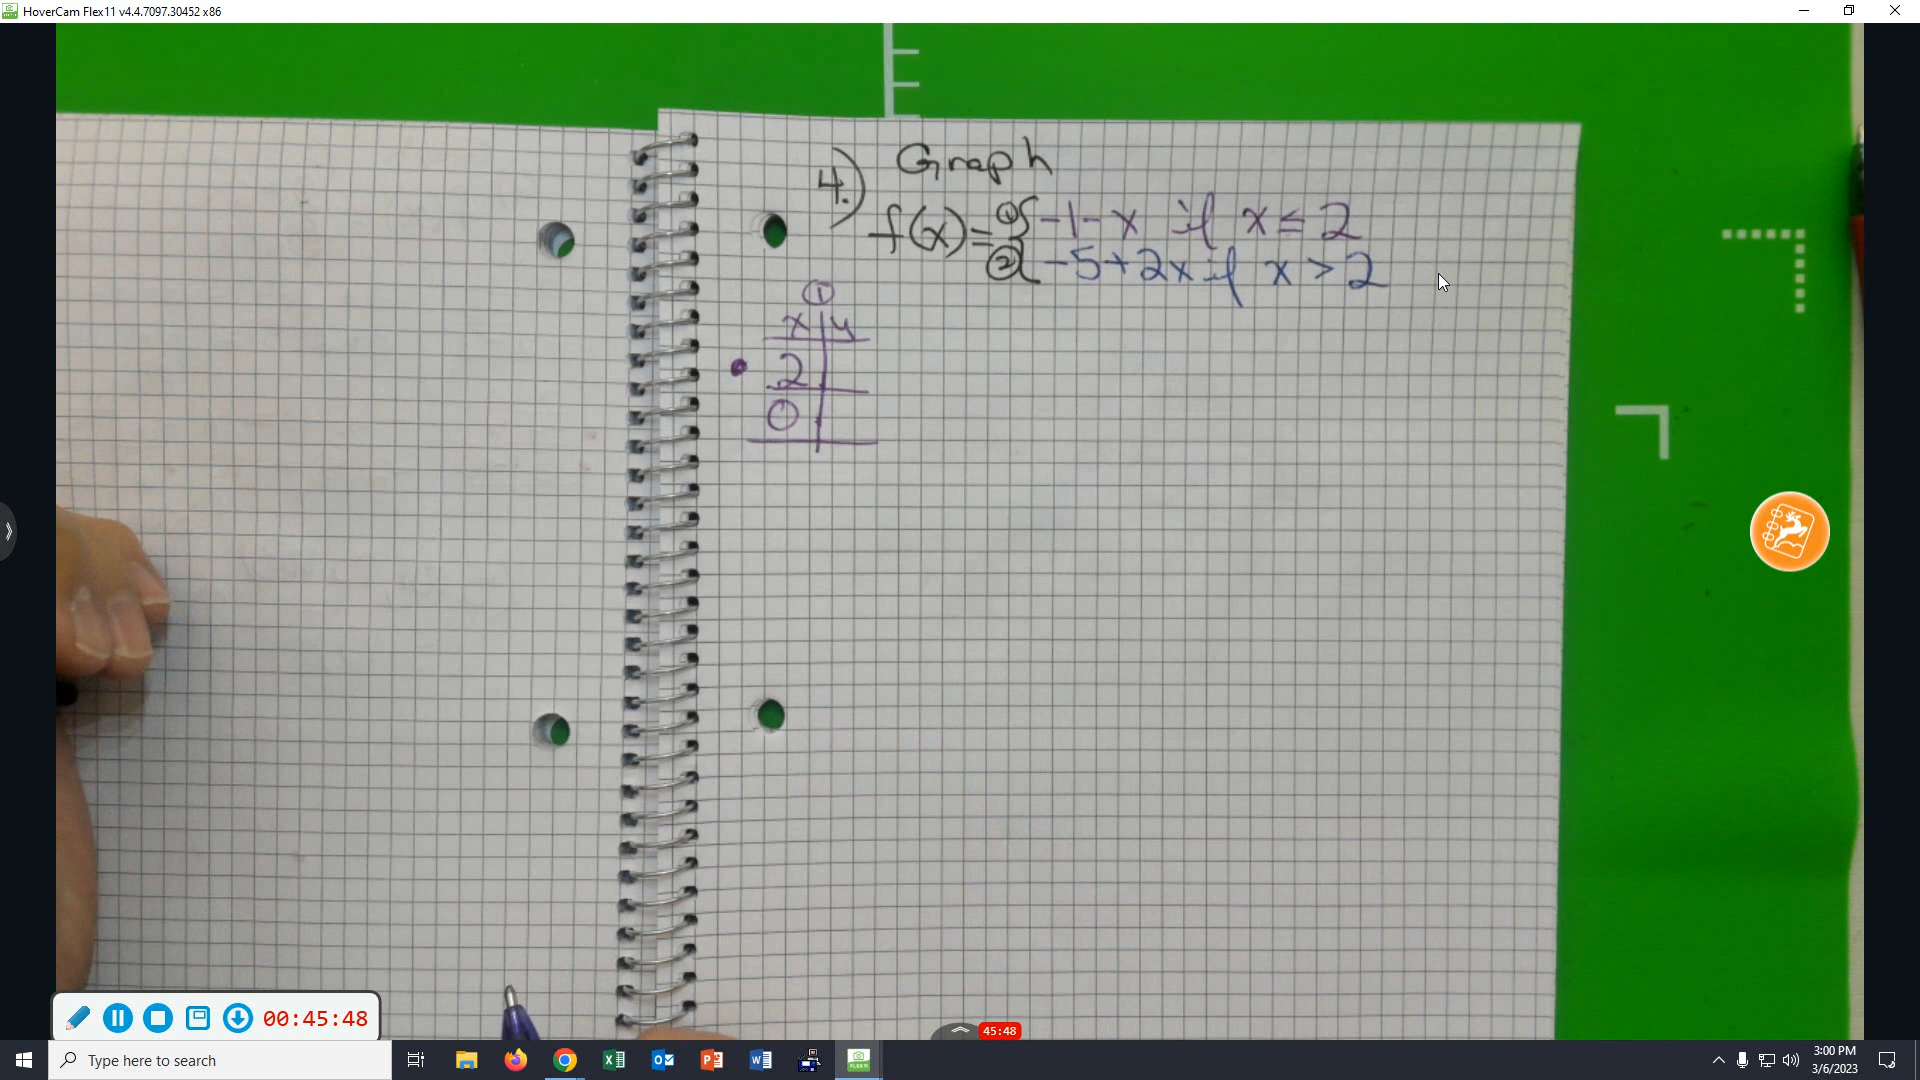 HoverCam Flex11 v4.4.7097.30452 x86
4.) Graph
f(x) = { ① -1-x if x ≤ 2
② -5+2x if x > 2
①
x | y
2
0
00:45:48
45:48
Type here to search
3:00 PM
3/6/2023